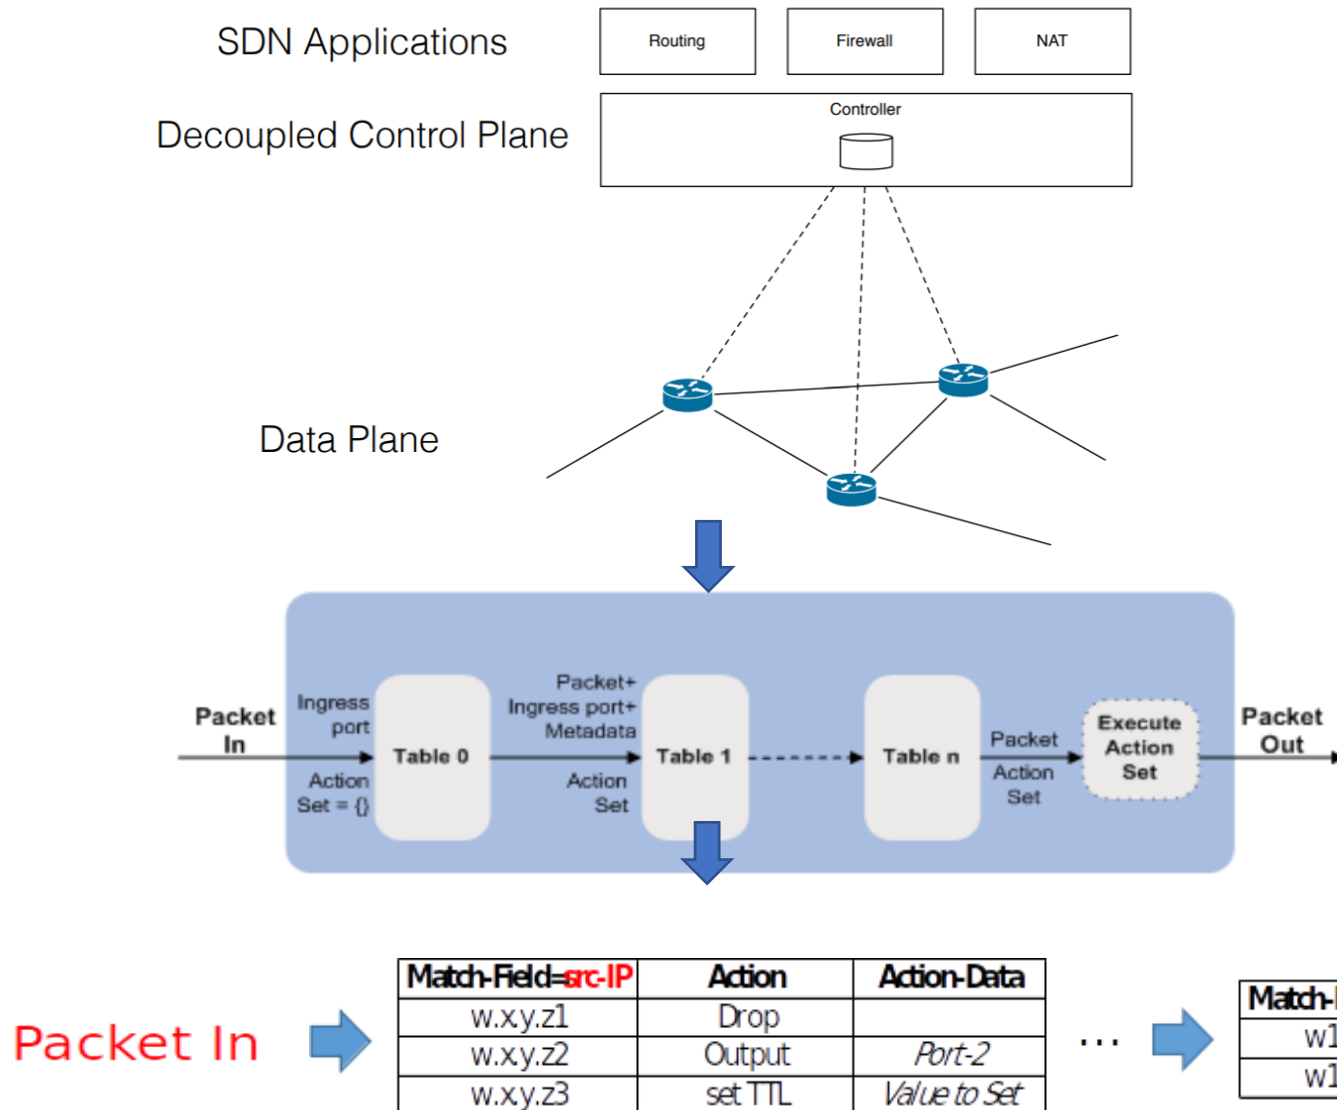 SDN Applications
Routing
Firewall
NAT
Decoupled Control Plane
Controller
Data Plane
Packet
In
Ingress
port
Action
Set = {}
Table 0
Packet+
Ingress port+
Metadata
Action
Set
Table 1
Table n
Packet
Action
Set
Execute
Action
Set
Packet
Out
Packet In
Match-Field=src-IP Action Action-Data
w.x.y.z1 Drop
w.x.y.z2 Output Port-2
w.x.y.z3 set TTL Value to Set
...
Match-
w1
w1